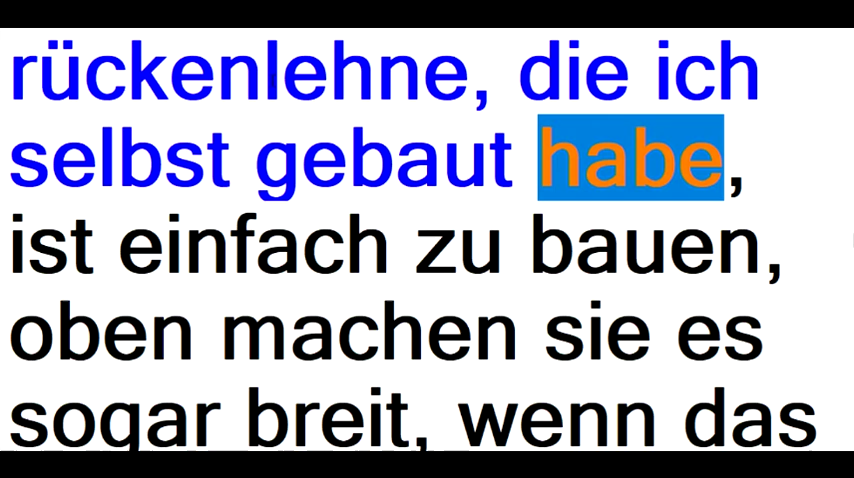 rückenlehne, die ich
selbst gebaut habe,
ist einfach zu bauen,
oben machen sie es
sogar breit, wenn das